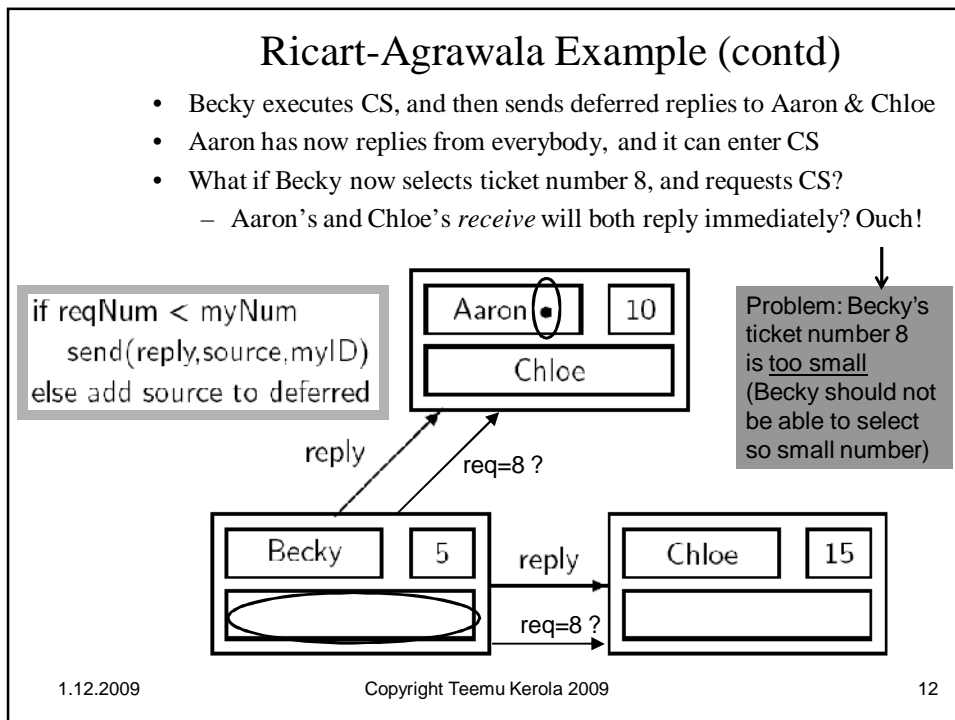 Ricart-Agrawala Example (contd)
• Becky executes CS, and then sends deferred replies to Aaron & Chloe
• Aaron has now replies from everybody, and it can enter CS
• What if Becky now selects ticket number 8, and requests CS?
– Aaron's and Chloe's receive will both reply immediately? Ouch!
if reqNum < myNum
send(reply,source,myID)
else add source to deferred
Aaron
10
Chloe
Problem: Becky's
ticket number 8
is too small
(Becky should not
be able to select
so small number)
reply
req=8 ?
Becky
5
reply
req=8 ?
Chloe
15
1.12.2009
Copyright Teemu Kerola 2009
12